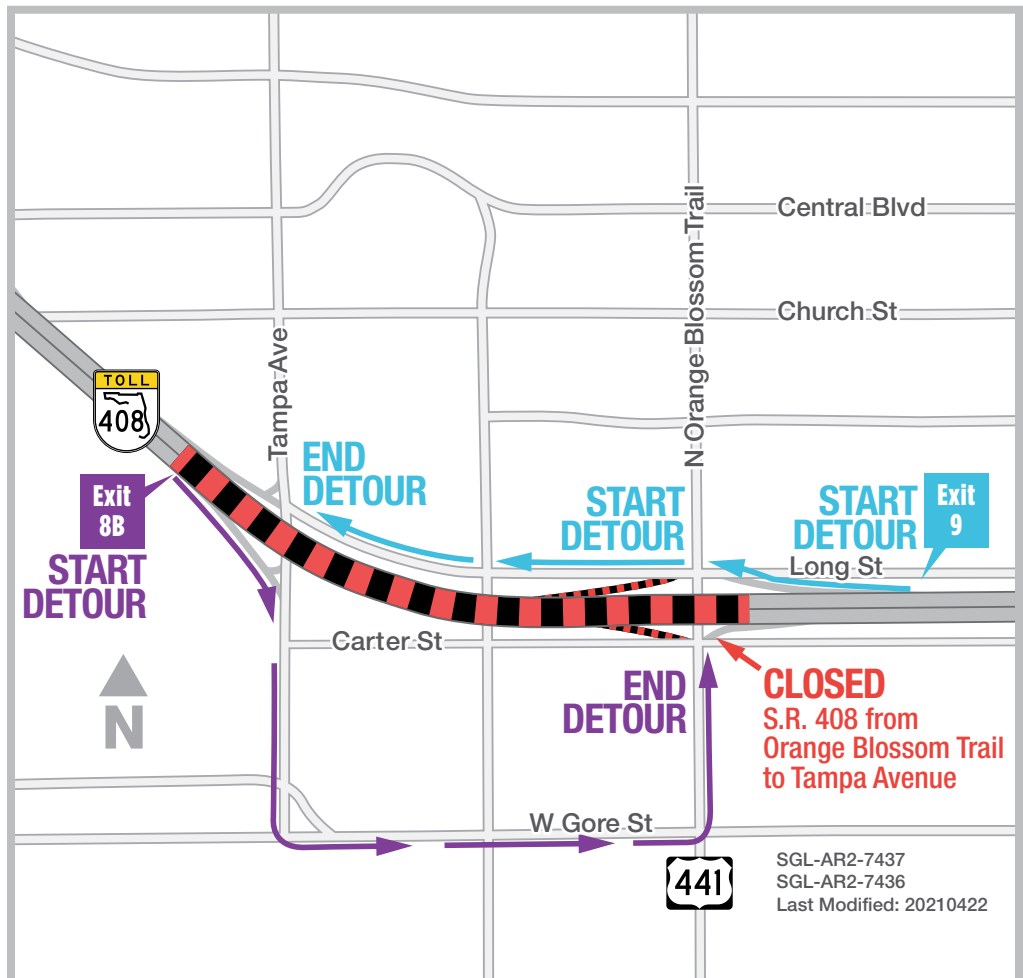 Central Blvd
N Orange Blossom Trail
Church St
Tampa Ave
TOLL
408
END
DETOUR
START
DETOUR
START
DETOUR
Exit
9
Exit
8B
START
DETOUR
Long St
Carter St
N
END
DETOUR
CLOSED
S.R. 408 from
Orange Blossom Trail
to Tampa Avenue
W Gore St
441
SGL-AR2-7437
SGL-AR2-7436
Last Modified: 20210422